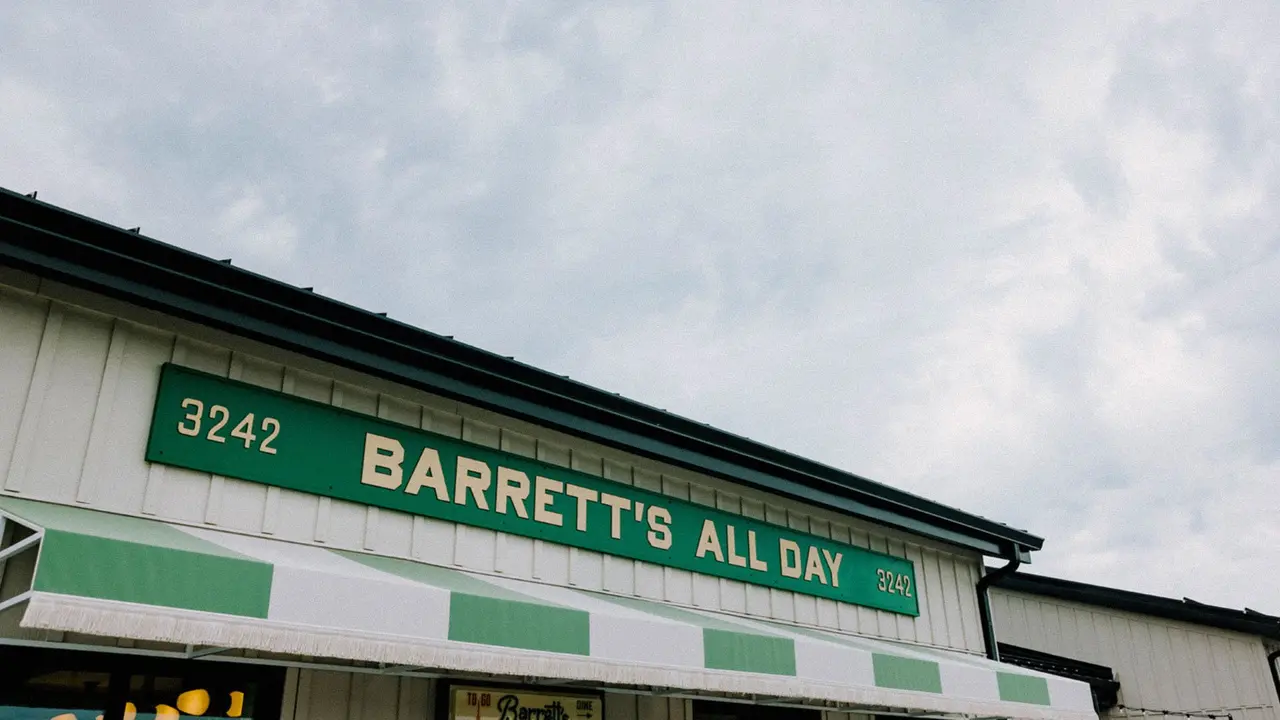 3242 BARRETT'S ALL DAY 3242
TO GO Barrett's DINE